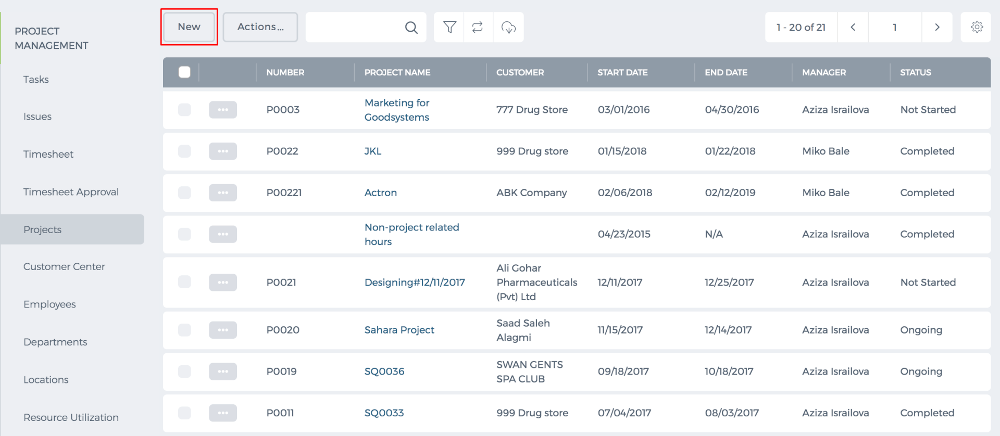 PROJECT
MANAGEMENT
Tasks
Issues
Timesheet
Timesheet Approval
Projects
Customer Center
Employees
Departments
Locations
Resource Utilization
New
Actions...
1 - 20 of 21
1
NUMBER PROJECT NAME CUSTOMER START DATE END DATE MANAGER STATUS
P0003 Marketing for Goodsystems 777 Drug Store 03/01/2016 04/30/2016 Aziza Israilova Not Started
P0022 JKL 999 Drug store 01/15/2018 01/22/2018 Miko Bale Completed
P00221 Actron ABK Company 02/06/2018 02/12/2019 Miko Bale Completed
Non-project related hours 04/23/2015 N/A Aziza Israilova Completed
P0021 Designing#12/11/2017 Ali Gohar Pharmaceuticals (Pvt) Ltd 12/11/2017 12/25/2017 Aziza Israilova Not Started
P0020 Sahara Project Saad Saleh Alagmi 11/15/2017 12/14/2017 Aziza Israilova Ongoing
P0019 SQ0036 SWAN GENTS SPA CLUB 09/18/2017 10/18/2017 Aziza Israilova Ongoing
P0011 SQ0033 999 Drug store 07/04/2017 08/03/2017 Aziza Israilova Completed